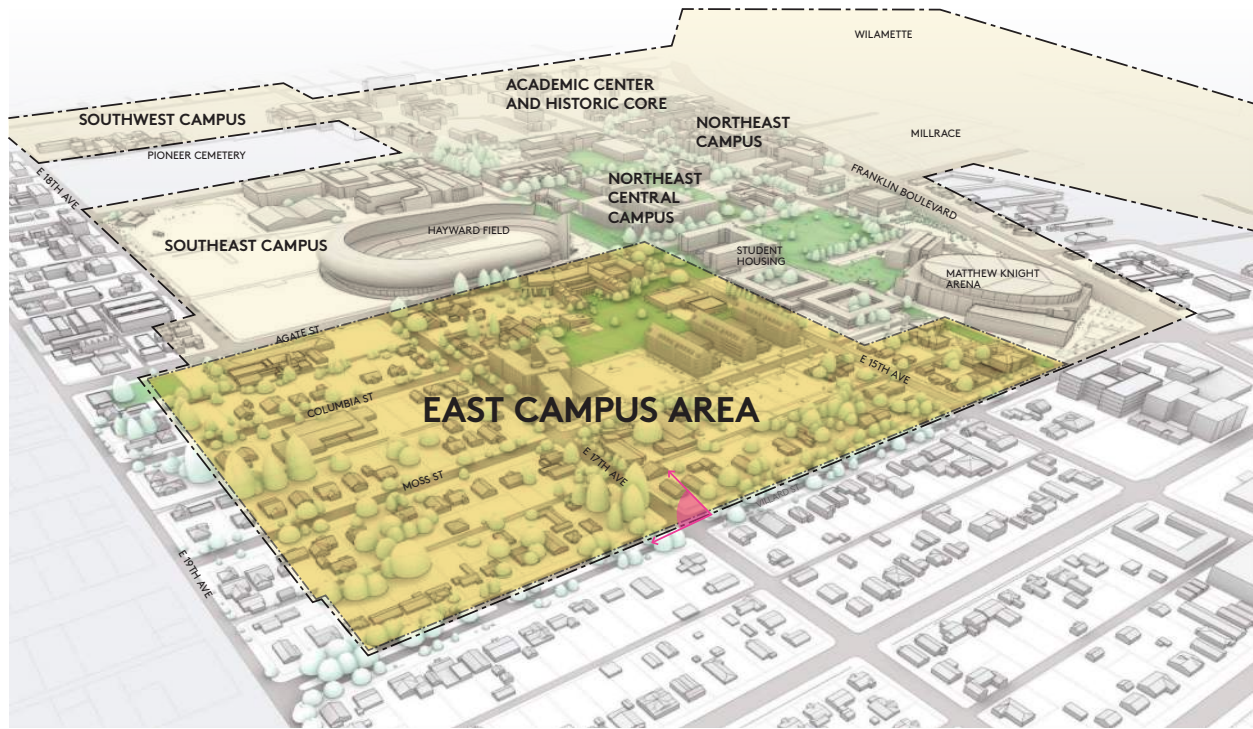 WILAMETTE
ACADEMIC CENTER
AND HISTORIC CORE
SOUTHWEST CAMPUS
NORTHEAST
CAMPUS
MILLRACE
PIONEER CEMETERY
E 18TH AVE
FRANKLIN BOULEVARD
NORTHEAST
CENTRAL
CAMPUS
HAYWARD FIELD
SOUTHEAST CAMPUS
STUDENT
HOUSING
MATTHEW KNIGHT
ARENA
AGATE ST
E 15TH AVE
COLUMBIA ST
EAST CAMPUS AREA
E 17TH AVE
MOSS ST
VILLARD ST
E 19TH AVE